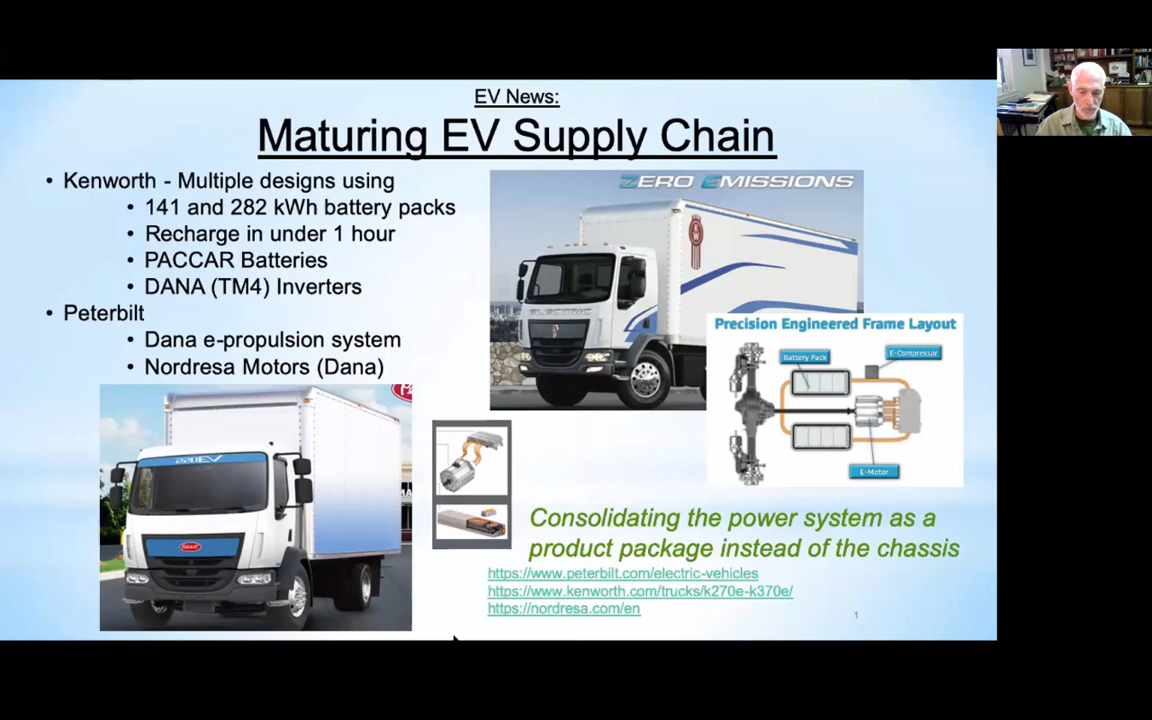 EV News:
Maturing EV Supply Chain
• Kenworth - Multiple designs using
• 141 and 282 kWh battery packs
• Recharge in under 1 hour
• PACCAR Batteries
• DANA (TM4) Inverters
• Peterbilt
• Dana e-propulsion system
• Nordresa Motors (Dana)
ZERO EMISSIONS
ELECTRIC
KW
Precision Engineered Frame Layout
Battery Pack
E-Compressor
E-Motor
220EV
Consolidating the power system as a
product package instead of the chassis
https://www.peterbilt.com/electric-vehicles
https://www.kenworth.com/trucks/k270e-k370e/
https://nordresa.com/en
1